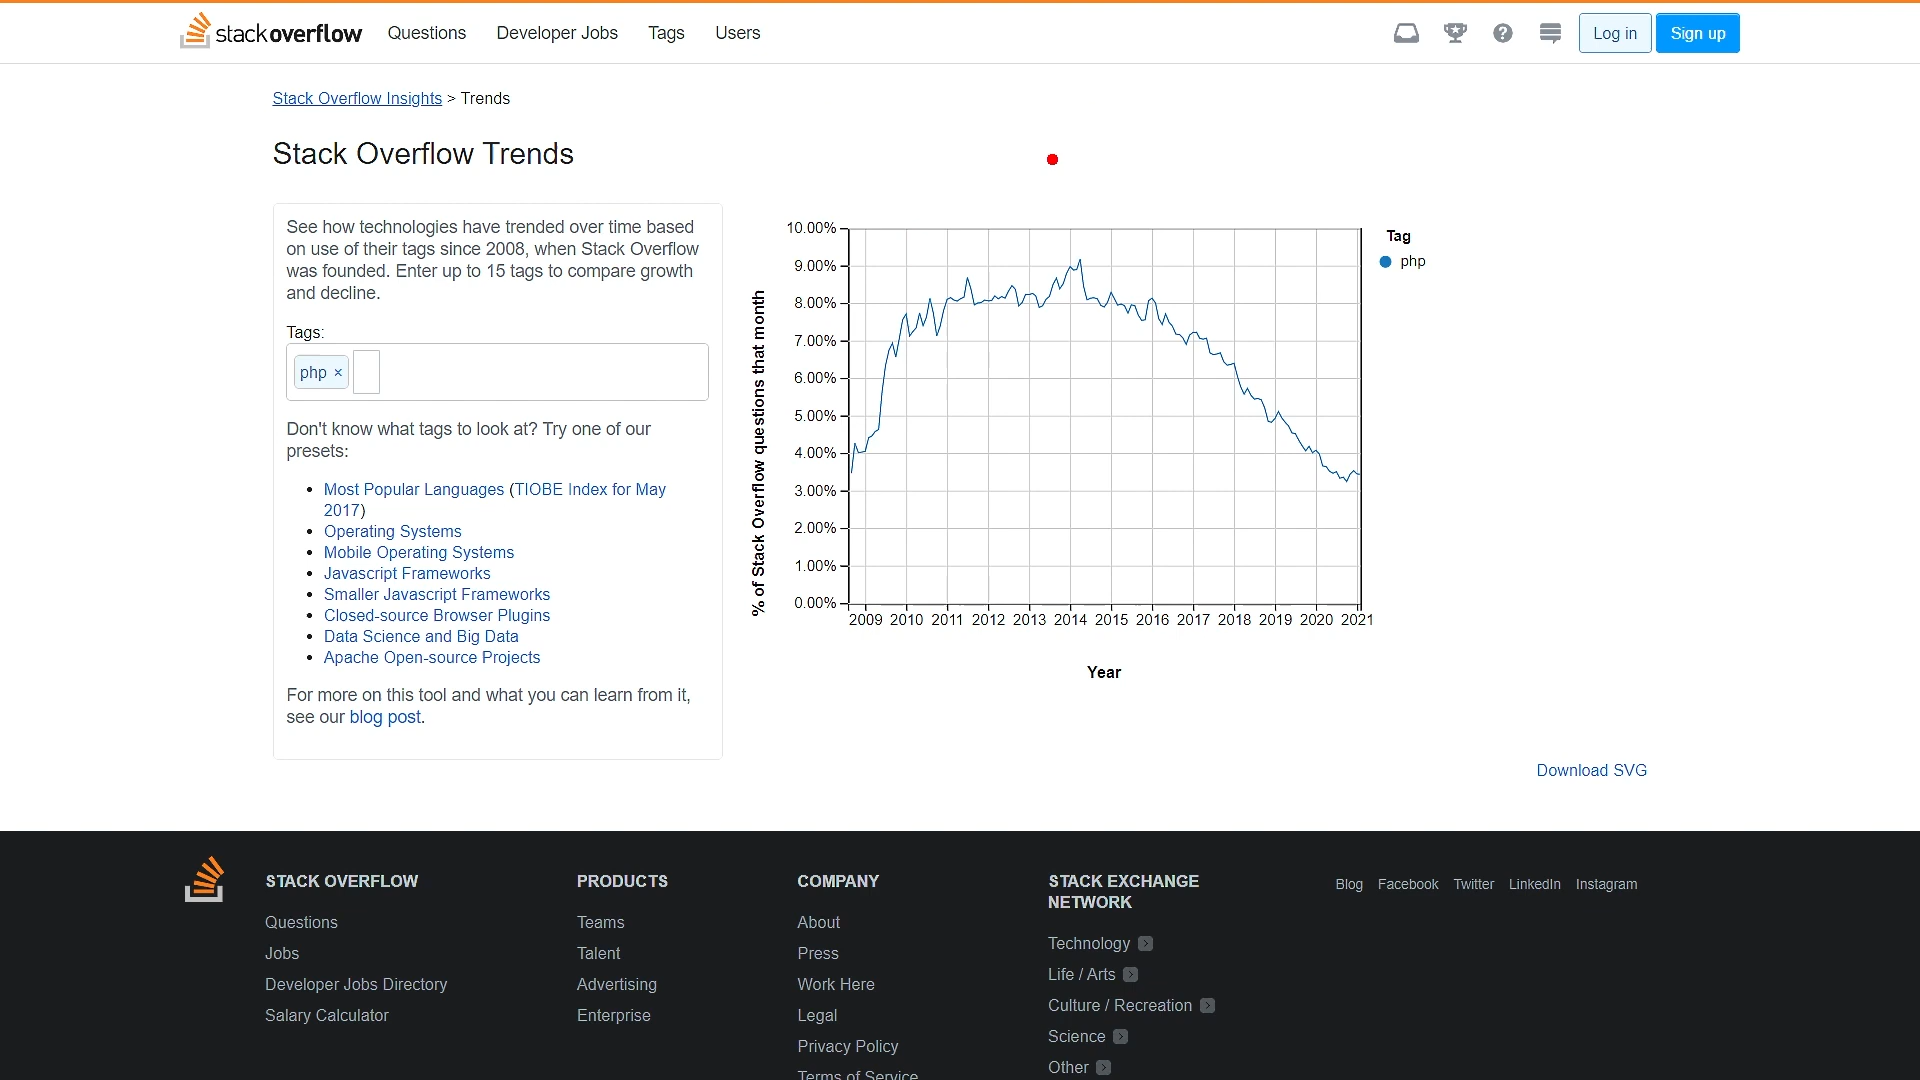 stackoverflow Questions Developer Jobs Tags Users Log in Sign up
Stack Overflow Insights > Trends
Stack Overflow Trends
See how technologies have trended over time based
on use of their tags since 2008, when Stack Overflow
was founded. Enter up to 15 tags to compare growth
and decline.
Tags:
php ×
Don't know what tags to look at? Try one of our
presets:
Most Popular Languages (TIOBE Index for May
2017)
Operating Systems
Mobile Operating Systems
Javascript Frameworks
Smaller Javascript Frameworks
Closed-source Browser Plugins
Data Science and Big Data
Apache Open-source Projects
For more on this tool and what you can learn from it,
see our blog post.
% of Stack Overflow questions that month
10.00%
9.00%
8.00%
7.00%
6.00%
5.00%
4.00%
3.00%
2.00%
1.00%
0.00%
2009 2010 2011 2012 2013 2014 2015 2016 2017 2018 2019 2020 2021
Year
Tag
php
Download SVG
STACK OVERFLOW
Questions
Jobs
Developer Jobs Directory
Salary Calculator
PRODUCTS
Teams
Talent
Advertising
Enterprise
COMPANY
About
Press
Work Here
Legal
Privacy Policy
Terms of Service
STACK EXCHANGE
NETWORK
Technology
Life / Arts
Culture / Recreation
Science
Other
Blog Facebook Twitter LinkedIn Instagram